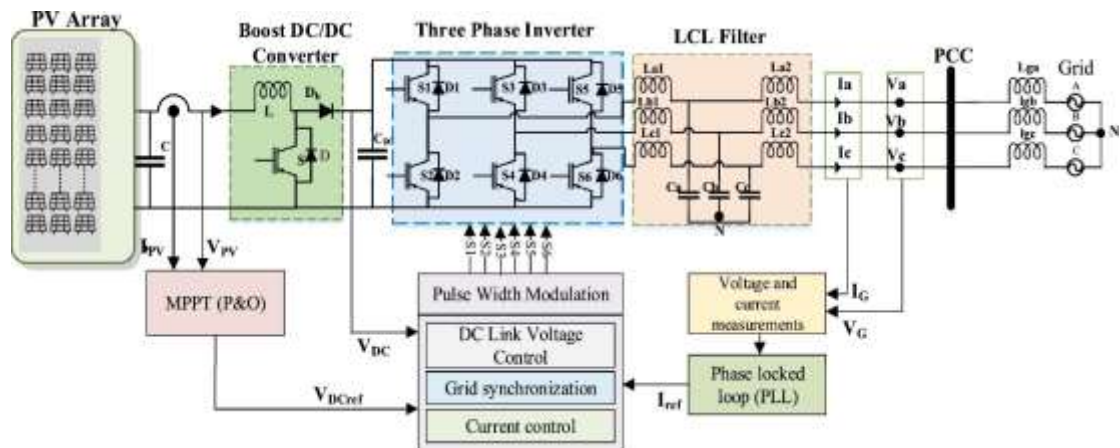 PV Array
Boost DC/DC
Converter
Three Phase Inverter
LCL Filter
PCC
Grid
L
D
C
S1 D1
S3 D3
S5 D5
S2 D2
S4 D4
S6 D6
La1
Lb1
Lc1
La2
Lb2
Lc2
Ca
Cc
N
Ia
Ib
Ic
Va
Vb
Vc
Lga
lgb
lgc
A
B
C
N
IPV
VPV
MPPT (P&O)
S1
S2
S3
S4
S5
S6
Pulse Width Modulation
DC Link Voltage
Control
Grid synchronization
Current control
VDC
VDCref
Voltage and
current
measurements
IG
VG
Phase locked
loop (PLL)
Iref